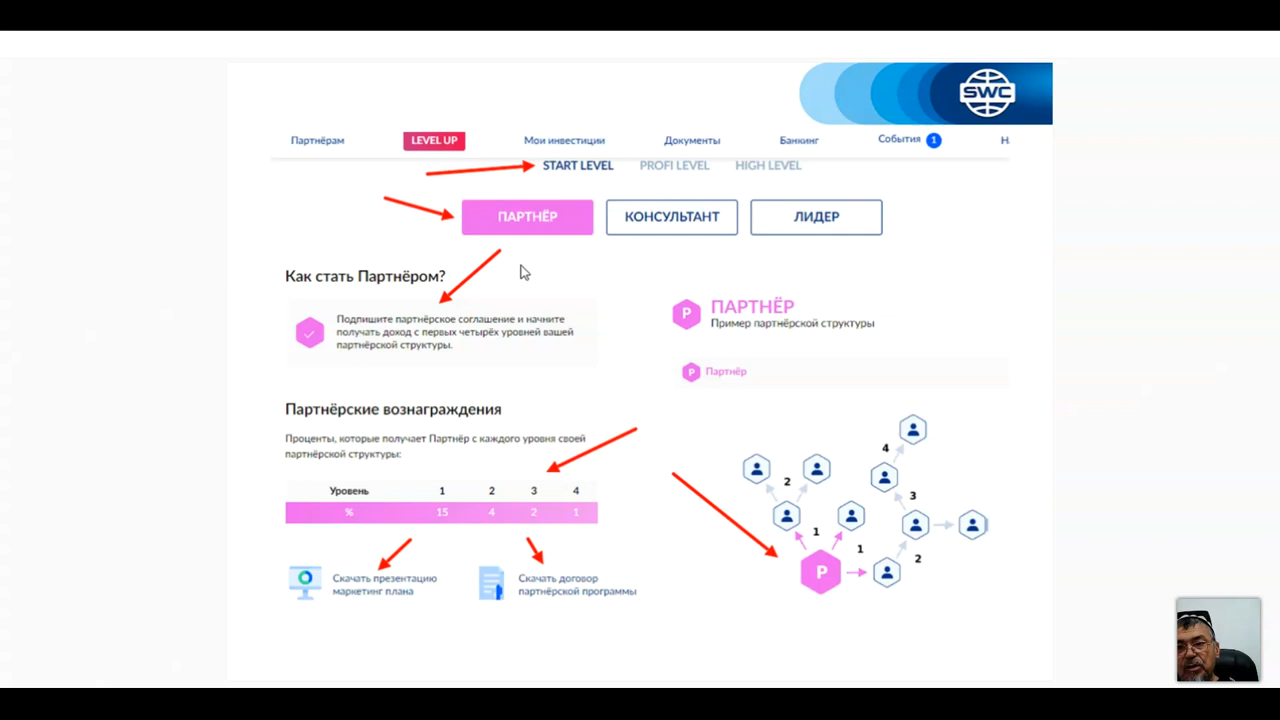 SWC
Партнёрам
LEVEL UP
Мои инвестиции
Документы
Банкинг
События 1
Н
START LEVEL
PROFI LEVEL
HIGH LEVEL
ПАРТНЁР
КОНСУЛЬТАНТ
ЛИДЕР
Как стать Партнёром?
Подпишите партнёрское соглашение и начните
получать доход с первых четырёх уровней вашей
партнёрской структуры.
P
ПАРТНЁР
Пример партнёрской структуры
P Партнёр
Партнёрские вознаграждения
Проценты, которые получает Партнёр с каждого уровня своей
партнёрской структуры:
Уровень 1 2 3 4
% 15 4 2 1
Скачать презентацию
маркетинг плана
Скачать договор
партнёрской программы
4
2
3
1
1
2
P